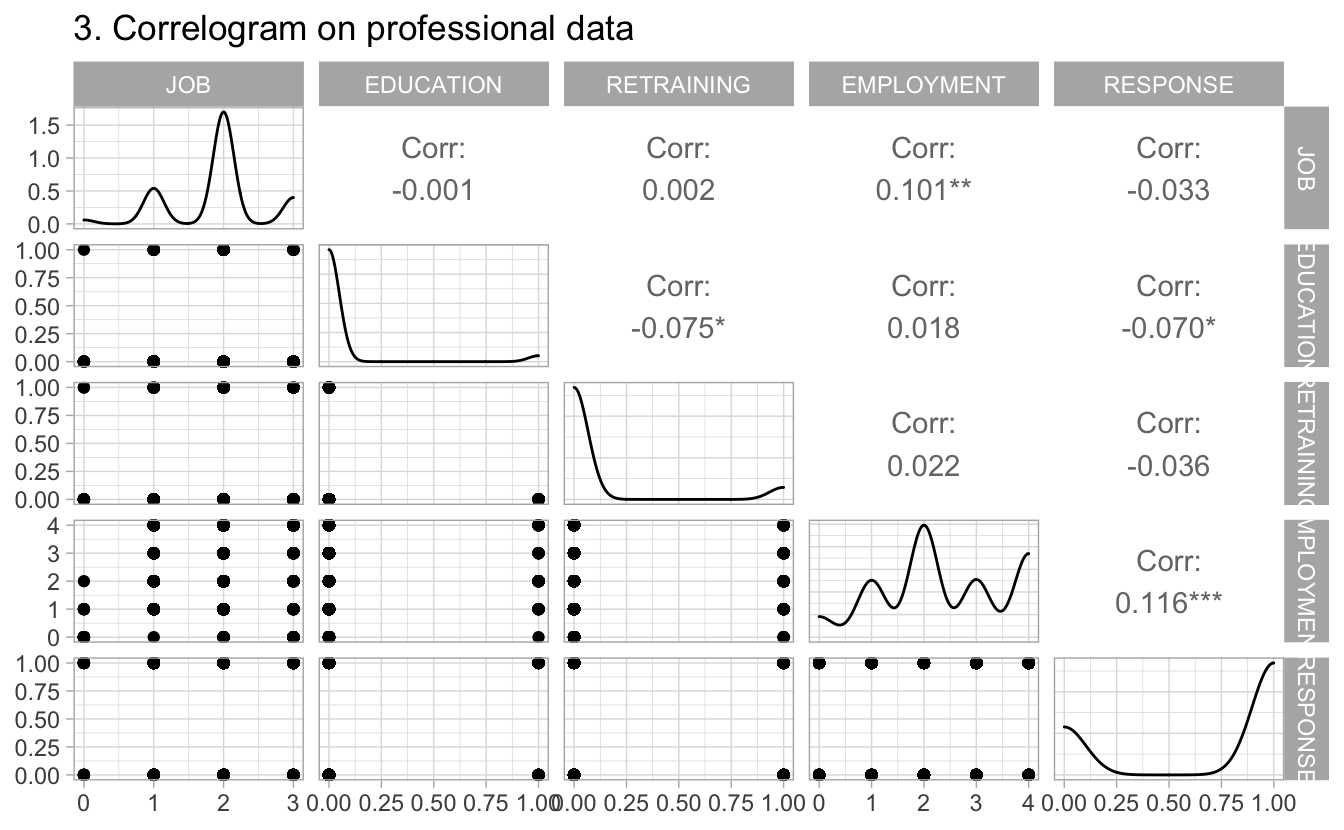 3. Correlogram on professional data
JOB EDUCATION RETRAINING EMPLOYMENT RESPONSE
1.5
1.0
0.5
0.0
Corr: Corr: Corr: Corr:
-0.001 0.002 0.101** -0.033
JOB
1.00
0.75
0.50
0.25
0.00
Corr: Corr: Corr:
-0.075* 0.018 -0.070*
EDUCATION
1.00
0.75
0.50
0.25
0.00
Corr: Corr:
0.022 -0.036
RETRAINING
4
3
2
1
0
Corr:
0.116***
MPLOYMEN
1.00
0.75
0.50
0.25
0.00
RESPONSE
0 1 2 3 0.00 0.25 0.50 0.75 1.00 0.00 0.25 0.50 0.75 1.00 0 1 2 3 4 0.00 0.25 0.50 0.75 1.00